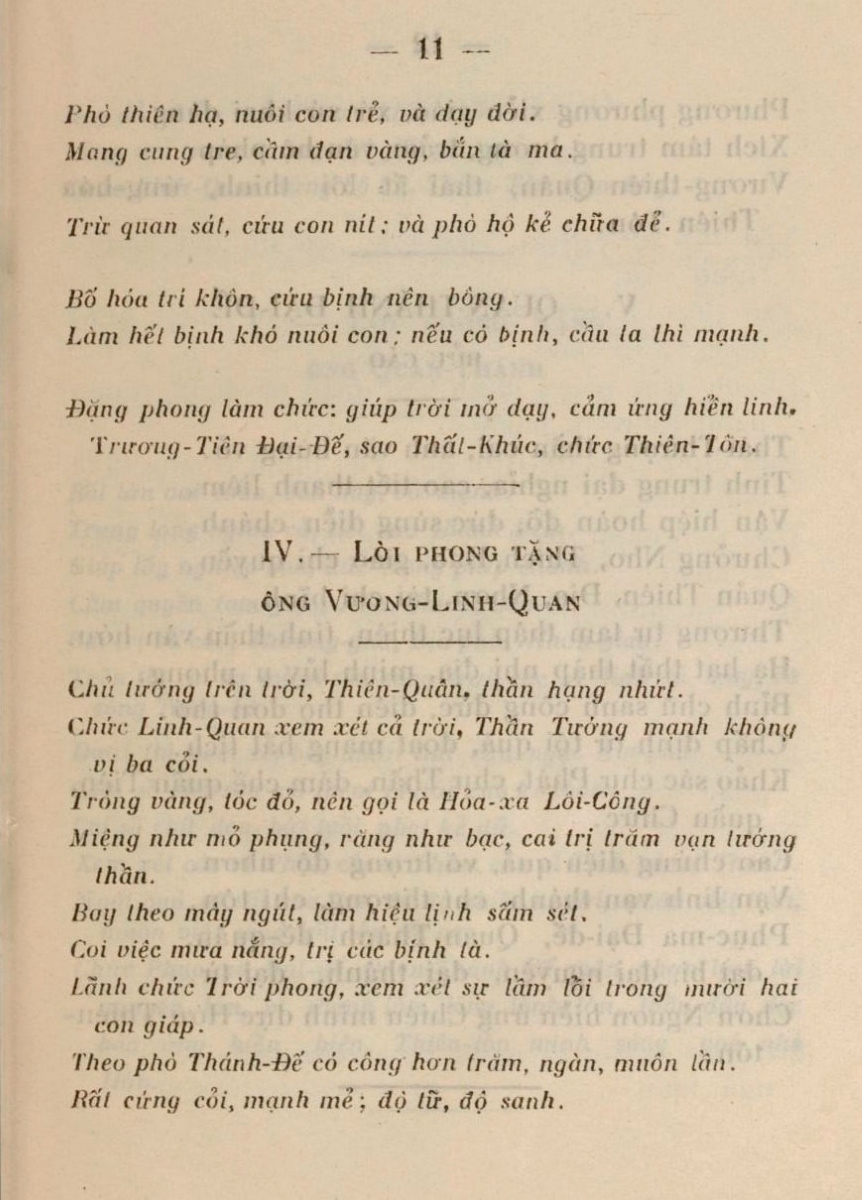 — 11 —
Phò thiên hạ, nuôi con trẻ, và dạy đời.
Mang cung tre, cầm đạn vàng, bắn tà ma.
Trừ quan sát, cứu con nít; và phò hộ kẻ chữa đẻ.
Bố hóa trí khôn, cứu bịnh nên bông.
Làm hết bịnh khó nuôi con; nếu có bịnh, cầu ta thì mạnh.
Đặng phong làm chức: giúp trời mở dạy, cảm ứng hiển linh.
Trương-Tiên Đại-Đế, sao Thất-Khúc, chức Thiên-Tôn.
IV. — Lời phong tặng
ông Vương-Linh-Quan
Chủ tướng trên trời, Thiên-Quân, thần hạng nhứt.
Chức Linh-Quan xem xét cả trời, Thần Tướng mạnh không
vị ba cỏi.
Tròng vàng, tóc đỏ, nên gọi là Hỏa-xa Lôi-Công.
Miệng như mỏ phụng, răng như bạc, cai trị trăm vạn tướng
thần.
Bay theo mây ngút, làm hiệu lịnh sấm sét.
Coi việc mưa nắng, trị các bịnh tà.
Lãnh chức Trời phong, xem xét sự lầm lỗi trong mười hai
con giáp.
Theo phò Thánh-Đế có công hơn trăm, ngàn, muôn lần.
Rất cứng cỏi, mạnh mẻ; độ tử, độ sanh.